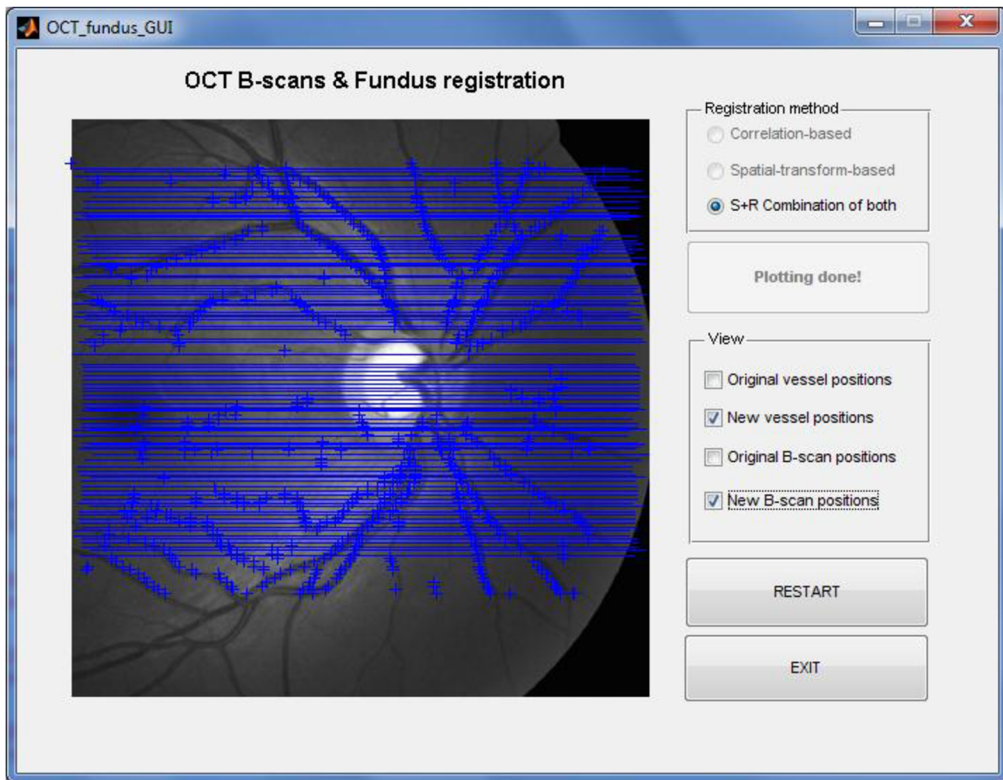 OCT_fundus_GUI
OCT B-scans & Fundus registration
Registration method
Correlation-based
Spatial-transform-based
S+R Combination of both
Plotting done!
View
Original vessel positions
New vessel positions
Original B-scan positions
New B-scan positions
RESTART
EXIT